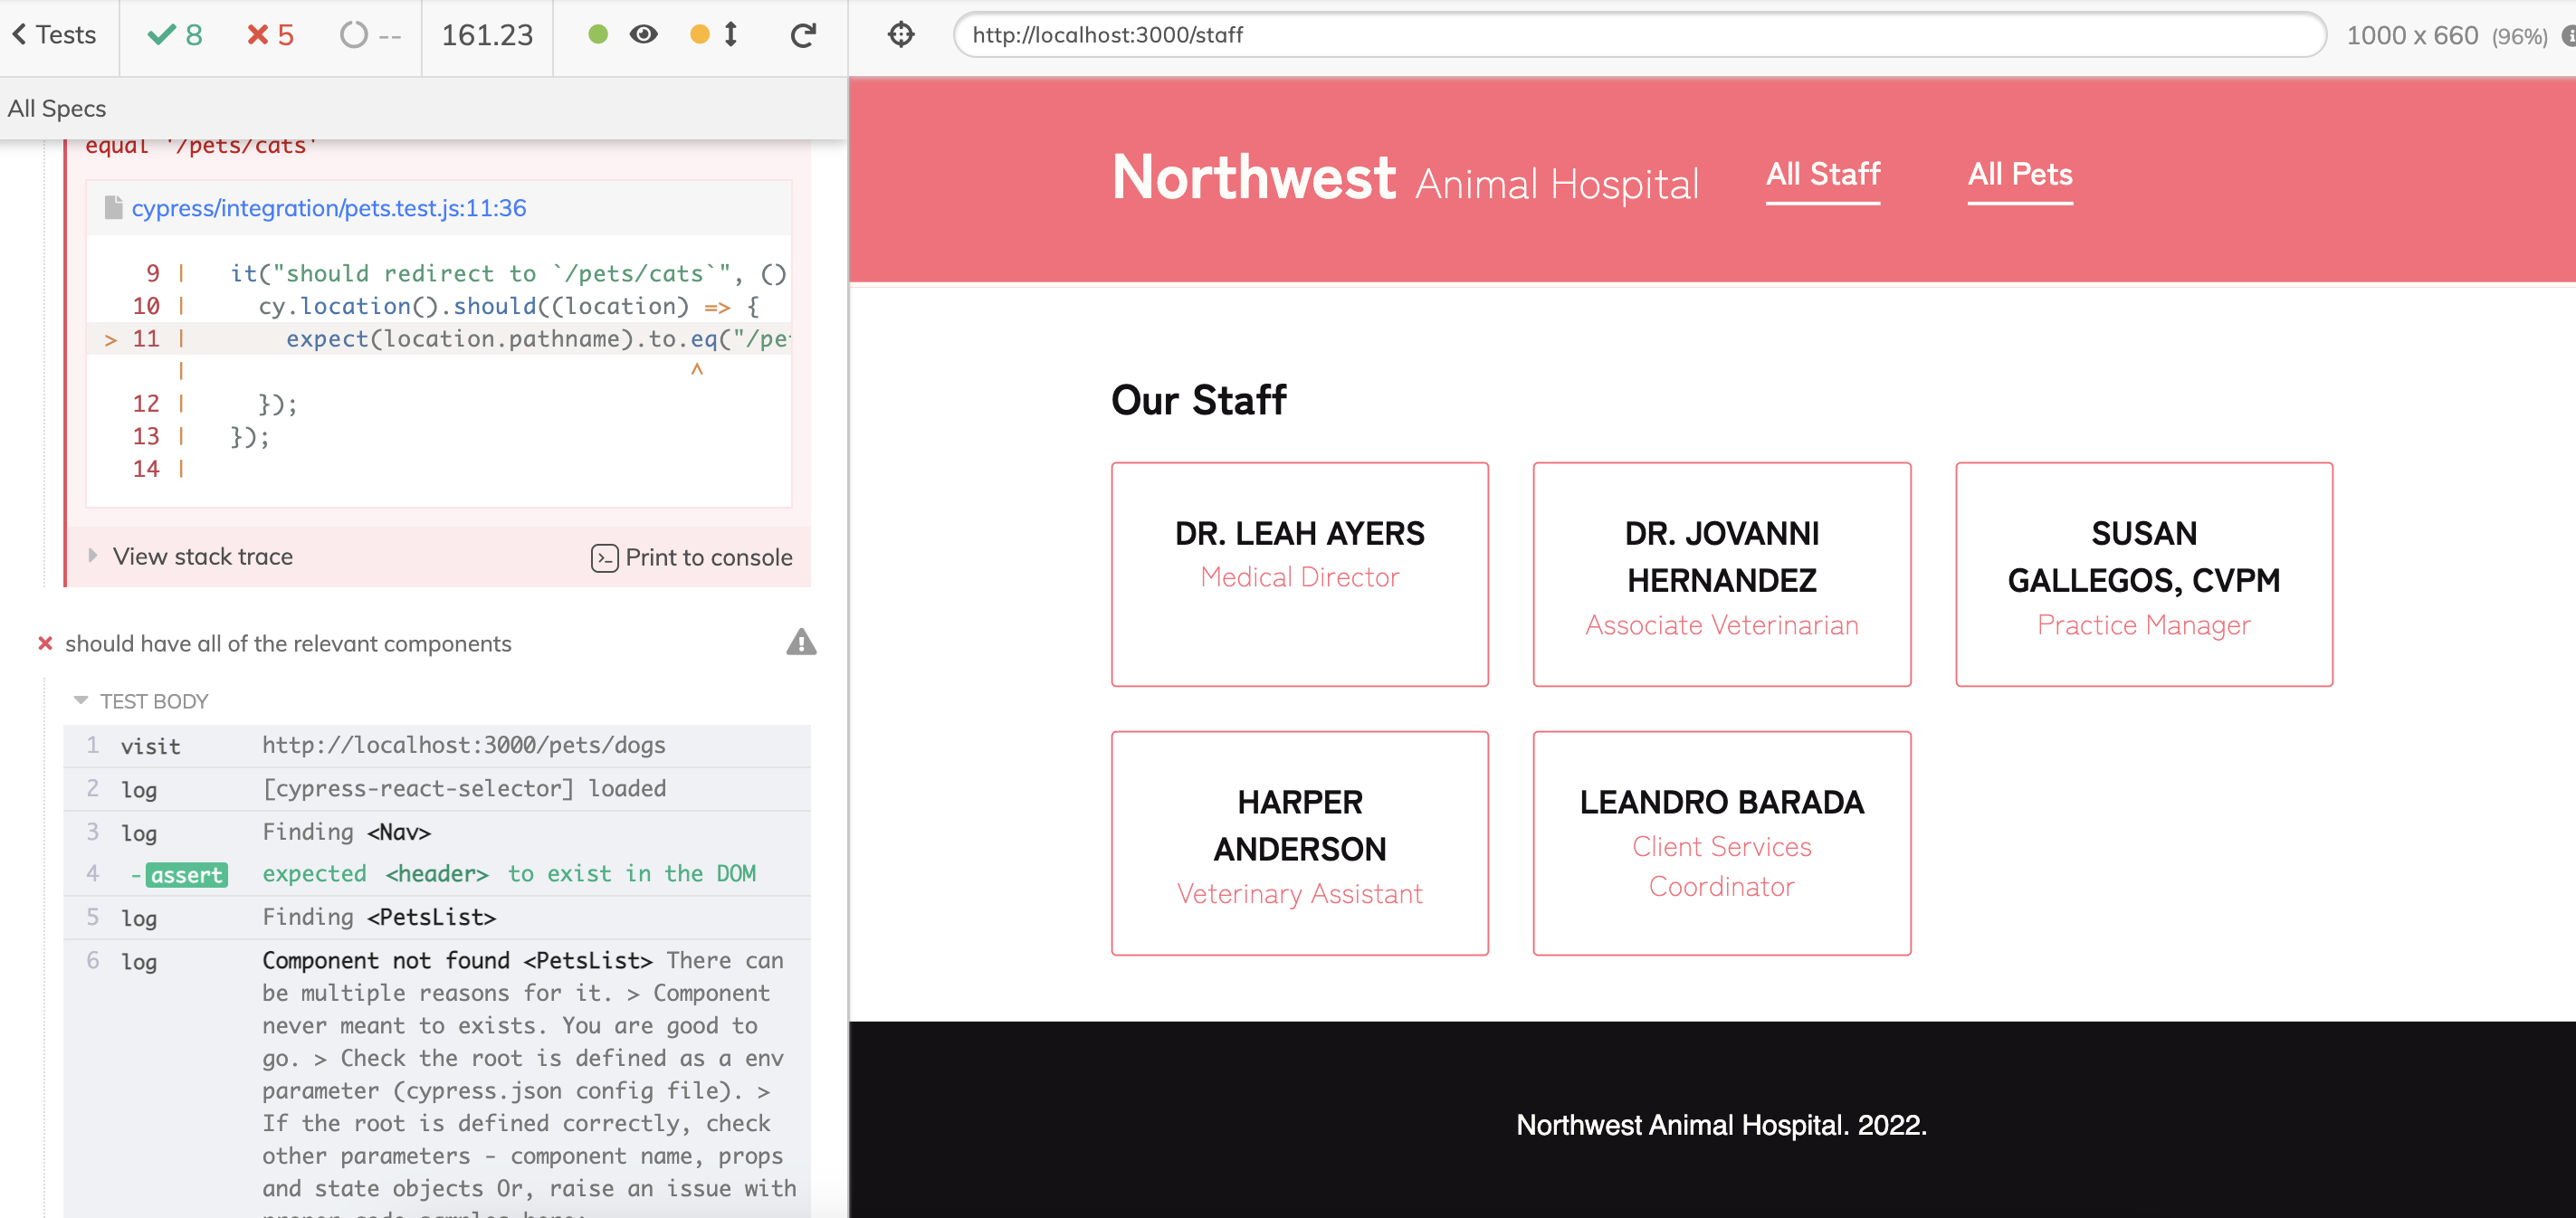 Tests
8
5
--
161.23
http://localhost:3000/staff
1000 x 660 (96%)
All Specs
equal '/pets/cats'
cypress/integration/pets.test.js:11:36
9 | it("should redirect to `/pets/cats`", ()
10 | cy.location().should((location) => {
> 11 | expect(location.pathname).to.eq("/pe
| ^
12 | });
13 | });
14 |
View stack trace
Print to console
should have all of the relevant components
TEST BODY
1 visit http://localhost:3000/pets/dogs
2 log [cypress-react-selector] loaded
3 log Finding <Nav>
4 -assert expected <header> to exist in the DOM
5 log Finding <PetsList>
6 log Component not found <PetsList> There can
be multiple reasons for it. > Component
never meant to exists. You are good to
go. > Check the root is defined as a env
parameter (cypress.json config file). >
If the root is defined correctly, check
other parameters - component name, props
and state objects Or, raise an issue with
Northwest Animal Hospital
All Staff
All Pets
Our Staff
DR. LEAH AYERS
Medical Director
DR. JOVANNI
HERNANDEZ
Associate Veterinarian
SUSAN
GALLEGOS, CVPM
Practice Manager
HARPER
ANDERSON
Veterinary Assistant
LEANDRO BARADA
Client Services
Coordinator
Northwest Animal Hospital. 2022.